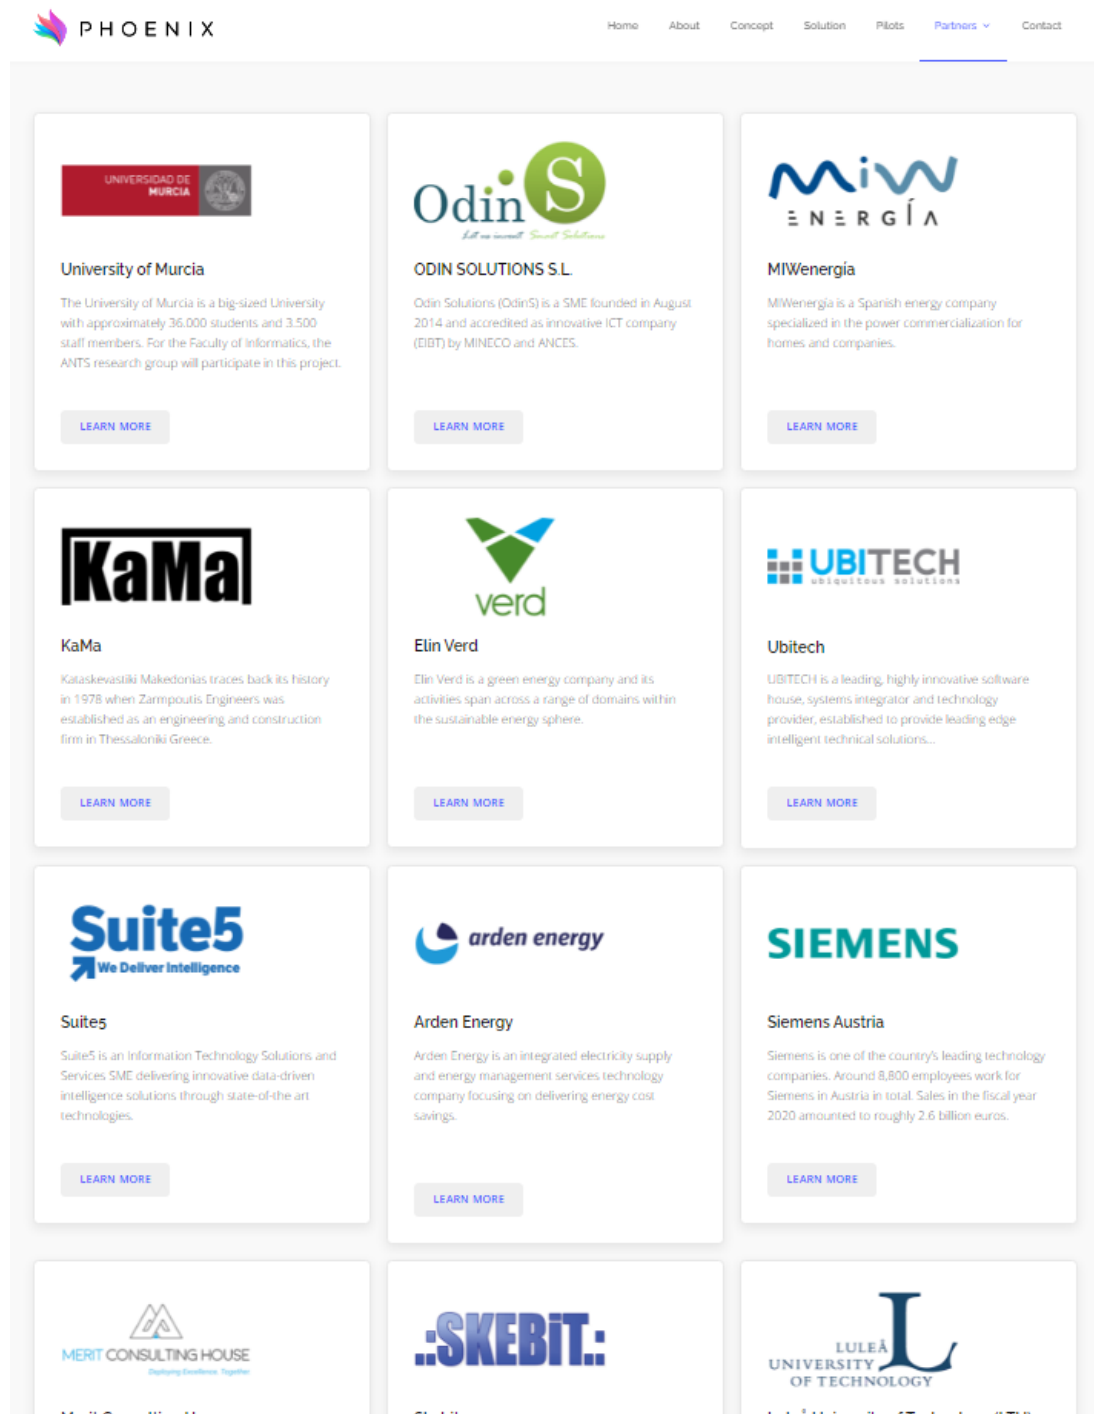 PHOENIX
Home About Concept Solution Pilots Partners Contact
UNIVERSIDAD DE
MURCIA
University of Murcia
The University of Murcia is a big-sized University
with approximately 36.000 students and 3.500
staff members. For the Faculty of Informatics, the
ANTS research group will participate in this project.
LEARN MORE
OdinS
Let us invent Smart Solutions
ODIN SOLUTIONS S.L.
Odin Solutions (OdinS) is a SME founded in August
2014 and accredited as innovative ICT company
(EIBT) by MINECO and ANCES.
LEARN MORE
MiW
ENERGÍA
MIWenergía
MIWenergia is a Spanish energy company
specialized in the power commercialization for
homes and companies.
LEARN MORE
KaMa
KaMa
Kataskevastiki Makedonias traces back its history
in 1978 when Zarmpoutis Engineers was
established as an engineering and construction
firm in Thessaloniki Greece.
LEARN MORE
verd
Elin Verd
Elin Verd is a green energy company and its
activities span across a range of domains within
the sustainable energy sphere.
LEARN MORE
UBITECH
ubiquitous solutions
Ubitech
UBITECH is a leading, highly innovative software
house, systems integrator and technology
provider, established to provide leading edge
intelligent technical solutions...
LEARN MORE
Suite5
We Deliver Intelligence
Suite5
Suite5 is an Information Technology Solutions and
Services SME delivering innovative data-driven
intelligence solutions through state-of-the art
technologies.
LEARN MORE
arden energy
Arden Energy
Arden Energy is an integrated electricity supply
and energy management services technology
company focusing on delivering energy cost
savings.
LEARN MORE
SIEMENS
Siemens Austria
Siemens is one of the country's leading technology
companies. Around 8,800 employees work for
Siemens in Austria in total. Sales in the fiscal year
2020 amounted to roughly 2.6 billion euros.
LEARN MORE
MERIT CONSULTING HOUSE
Deploying Excellence. Together
.:SKEBIT.:
LULEÅ
UNIVERSITY
OF TECHNOLOGY
L